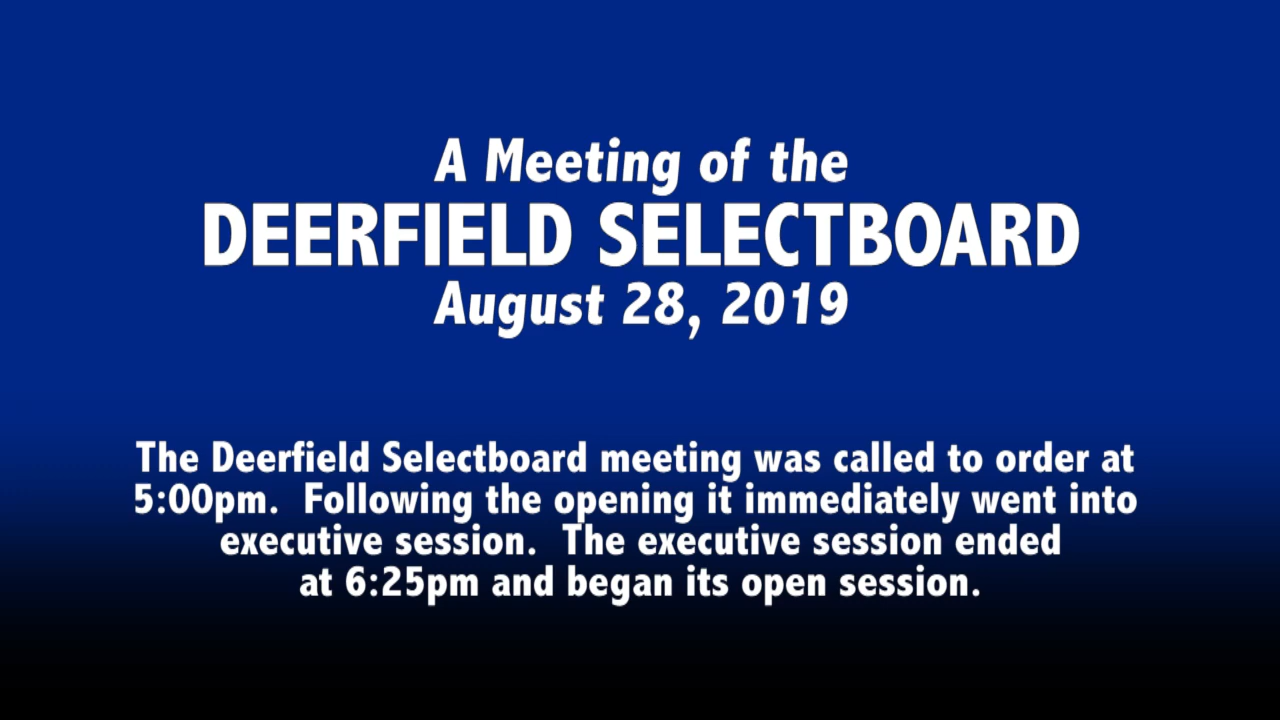 A Meeting of the
DEERFIELD SELECTBOARD
August 28, 2019
The Deerfield Selectboard meeting was called to order at
5:00pm.  Following the opening it immediately went into
executive session.  The executive session ended
at 6:25pm and began its open session.